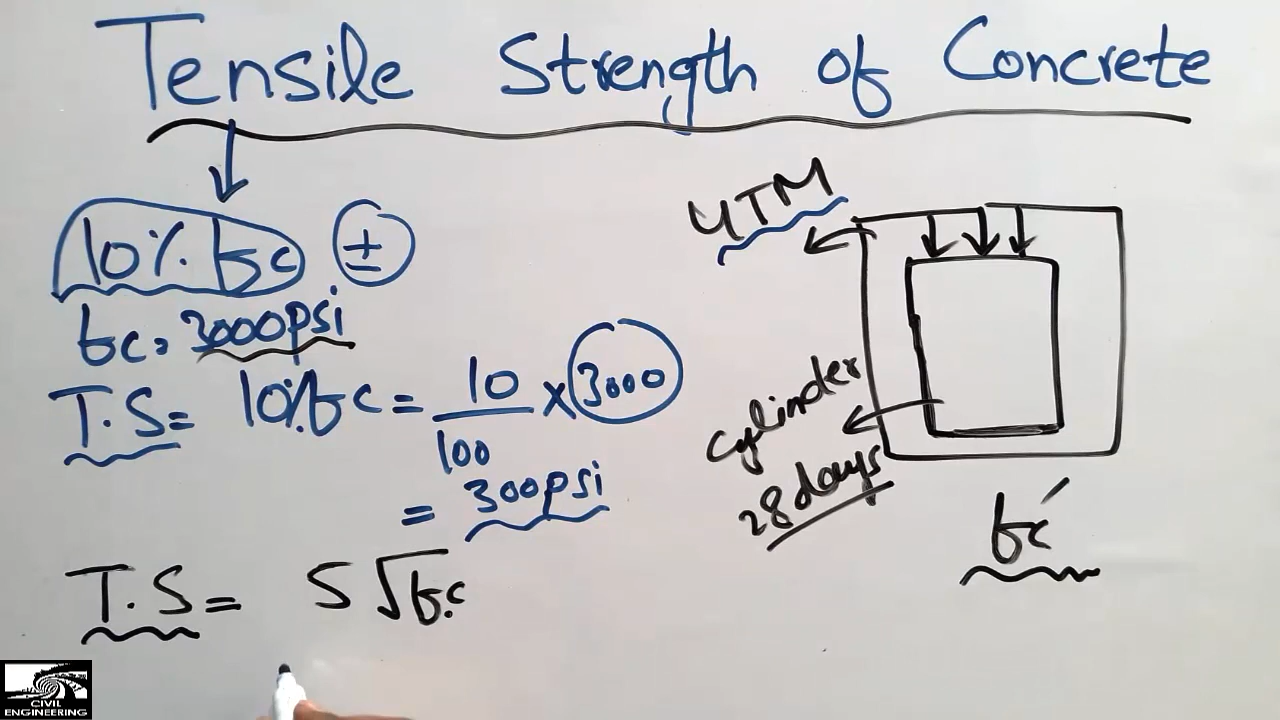 Tensile Strength of Concrete
10% fc ±
fc = 3000psi
T.S = 10% fc = 10/100 × 3000
= 300psi
T.S = 5√fc
UTM
Cylinder
28 days
fc'
CIVIL
ENGINEERING